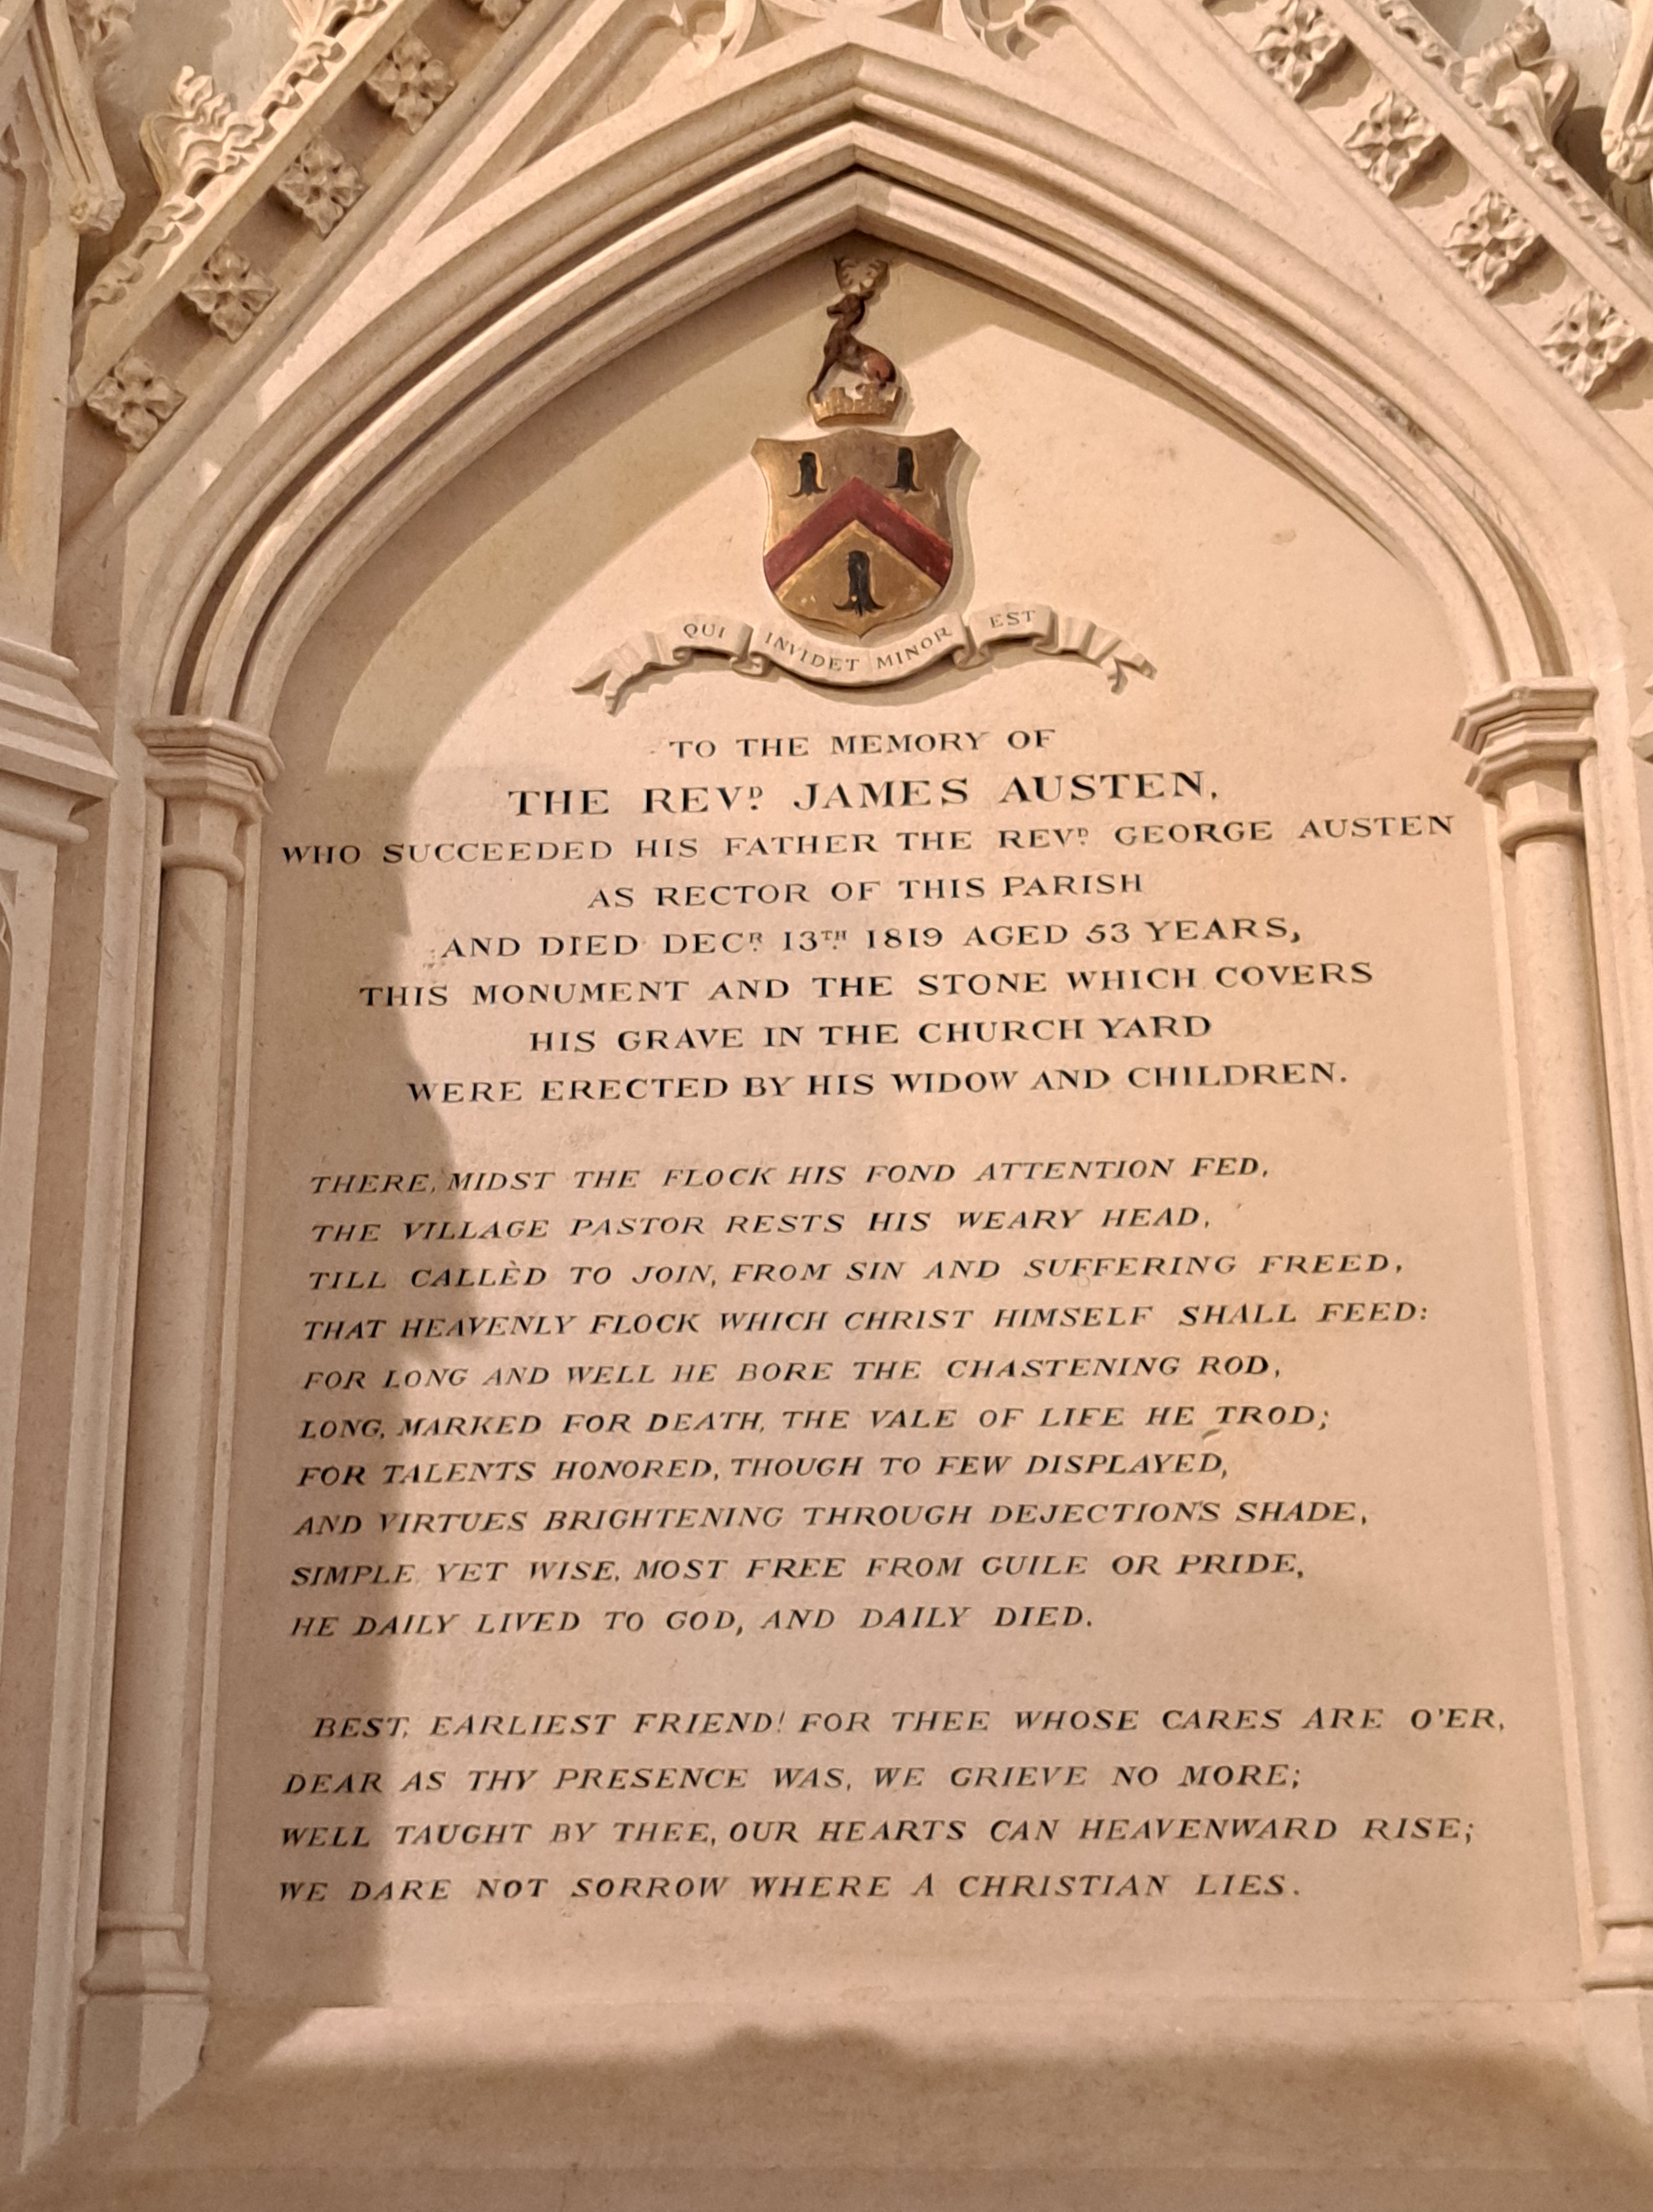 QUI INVIDET MINOR EST
TO THE MEMORY OF
THE REVD. JAMES AUSTEN,
WHO SUCCEEDED HIS FATHER THE REVD. GEORGE AUSTEN
AS RECTOR OF THIS PARISH
AND DIED DECR. 13TH. 1819 AGED 53 YEARS,
THIS MONUMENT AND THE STONE WHICH COVERS
HIS GRAVE IN THE CHURCH YARD
WERE ERECTED BY HIS WIDOW AND CHILDREN.
THERE, MIDST THE FLOCK HIS FOND ATTENTION FED,
THE VILLAGE PASTOR RESTS HIS WEARY HEAD,
TILL CALLÈD TO JOIN, FROM SIN AND SUFFERING FREED,
THAT HEAVENLY FLOCK WHICH CHRIST HIMSELF SHALL FEED:
FOR LONG AND WELL HE BORE THE CHASTENING ROD,
LONG, MARKED FOR DEATH, THE VALE OF LIFE HE TROD;
FOR TALENTS HONORED, THOUGH TO FEW DISPLAYED,
AND VIRTUES BRIGHTENING THROUGH DEJECTION'S SHADE,
SIMPLE YET WISE, MOST FREE FROM GUILE OR PRIDE,
HE DAILY LIVED TO GOD, AND DAILY DIED.
BEST, EARLIEST FRIEND! FOR THEE WHOSE CARES ARE O'ER,
DEAR AS THY PRESENCE WAS, WE GRIEVE NO MORE;
WELL TAUGHT BY THEE, OUR HEARTS CAN HEAVENWARD RISE;
WE DARE NOT SORROW WHERE A CHRISTIAN LIES.